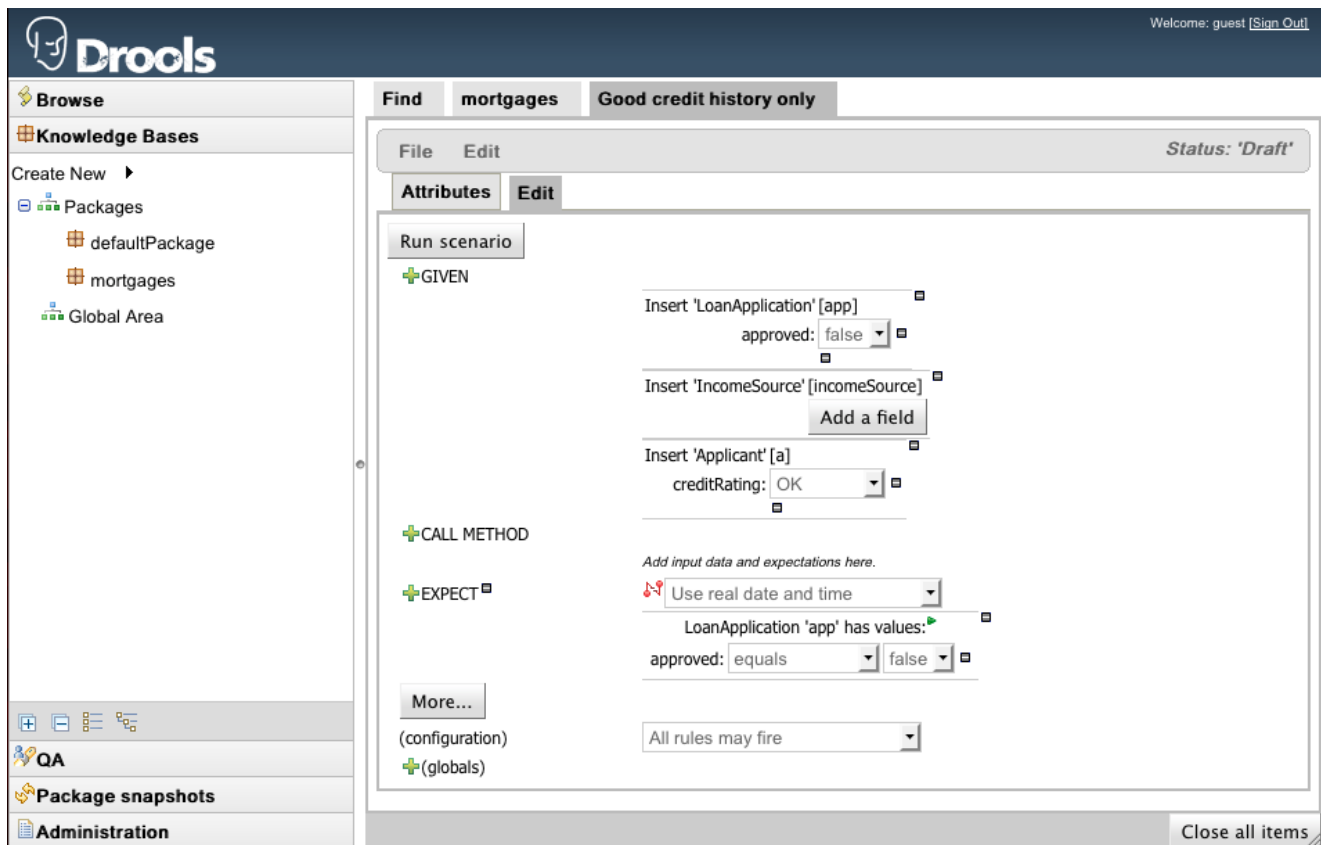 Welcome: guest [Sign Out]
Drools
Browse
Knowledge Bases
Create New
Packages
defaultPackage
mortgages
Global Area
QA
Package snapshots
Administration
Find mortgages Good credit history only
File Edit Status: 'Draft'
Attributes Edit
Run scenario
GIVEN
Insert 'LoanApplication' [app]
approved: false
Insert 'IncomeSource' [incomeSource]
Add a field
Insert 'Applicant' [a]
creditRating: OK
CALL METHOD
Add input data and expectations here.
EXPECT Use real date and time
LoanApplication 'app' has values:
approved: equals false
More...
(configuration) All rules may fire
(globals)
Close all items